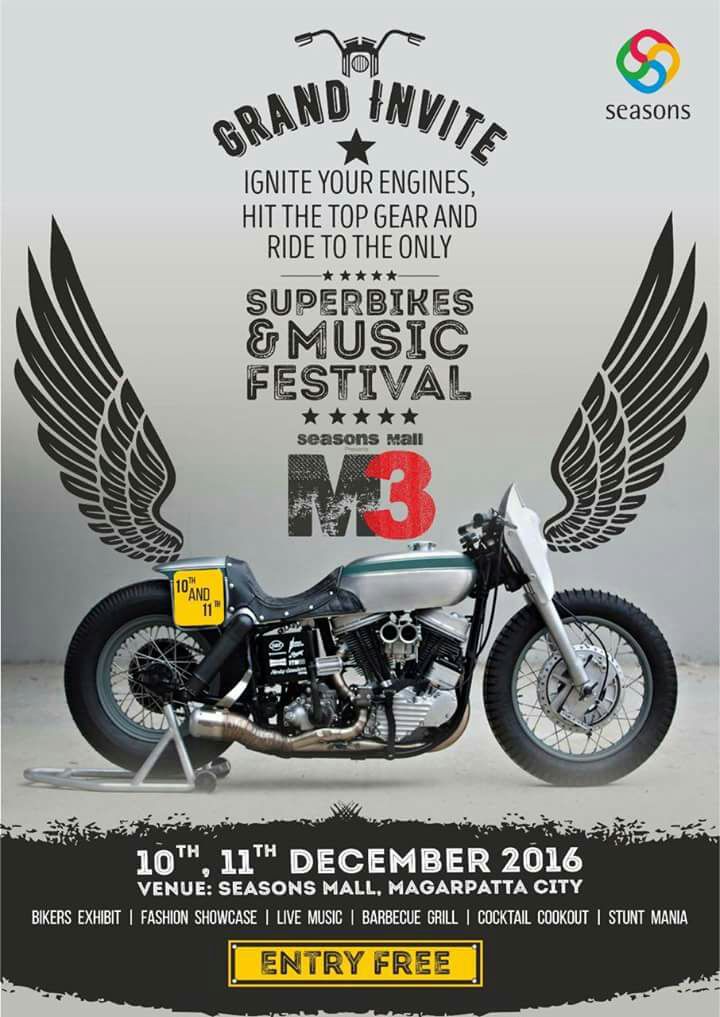 GRAND INVITE
seasons
IGNITE YOUR ENGINES,
HIT THE TOP GEAR AND
RIDE TO THE ONLY
SUPERBIKES
& MUSIC
FESTIVAL
seasons Mall
Presents
M3
10TH
AND
11TH
10TH, 11TH DECEMBER 2016
VENUE: SEASONS MALL, MAGARPATTA CITY
BIKERS EXHIBIT | FASHION SHOWCASE | LIVE MUSIC | BARBECUE GRILL | COCKTAIL COOKOUT | STUNT MANIA
ENTRY FREE